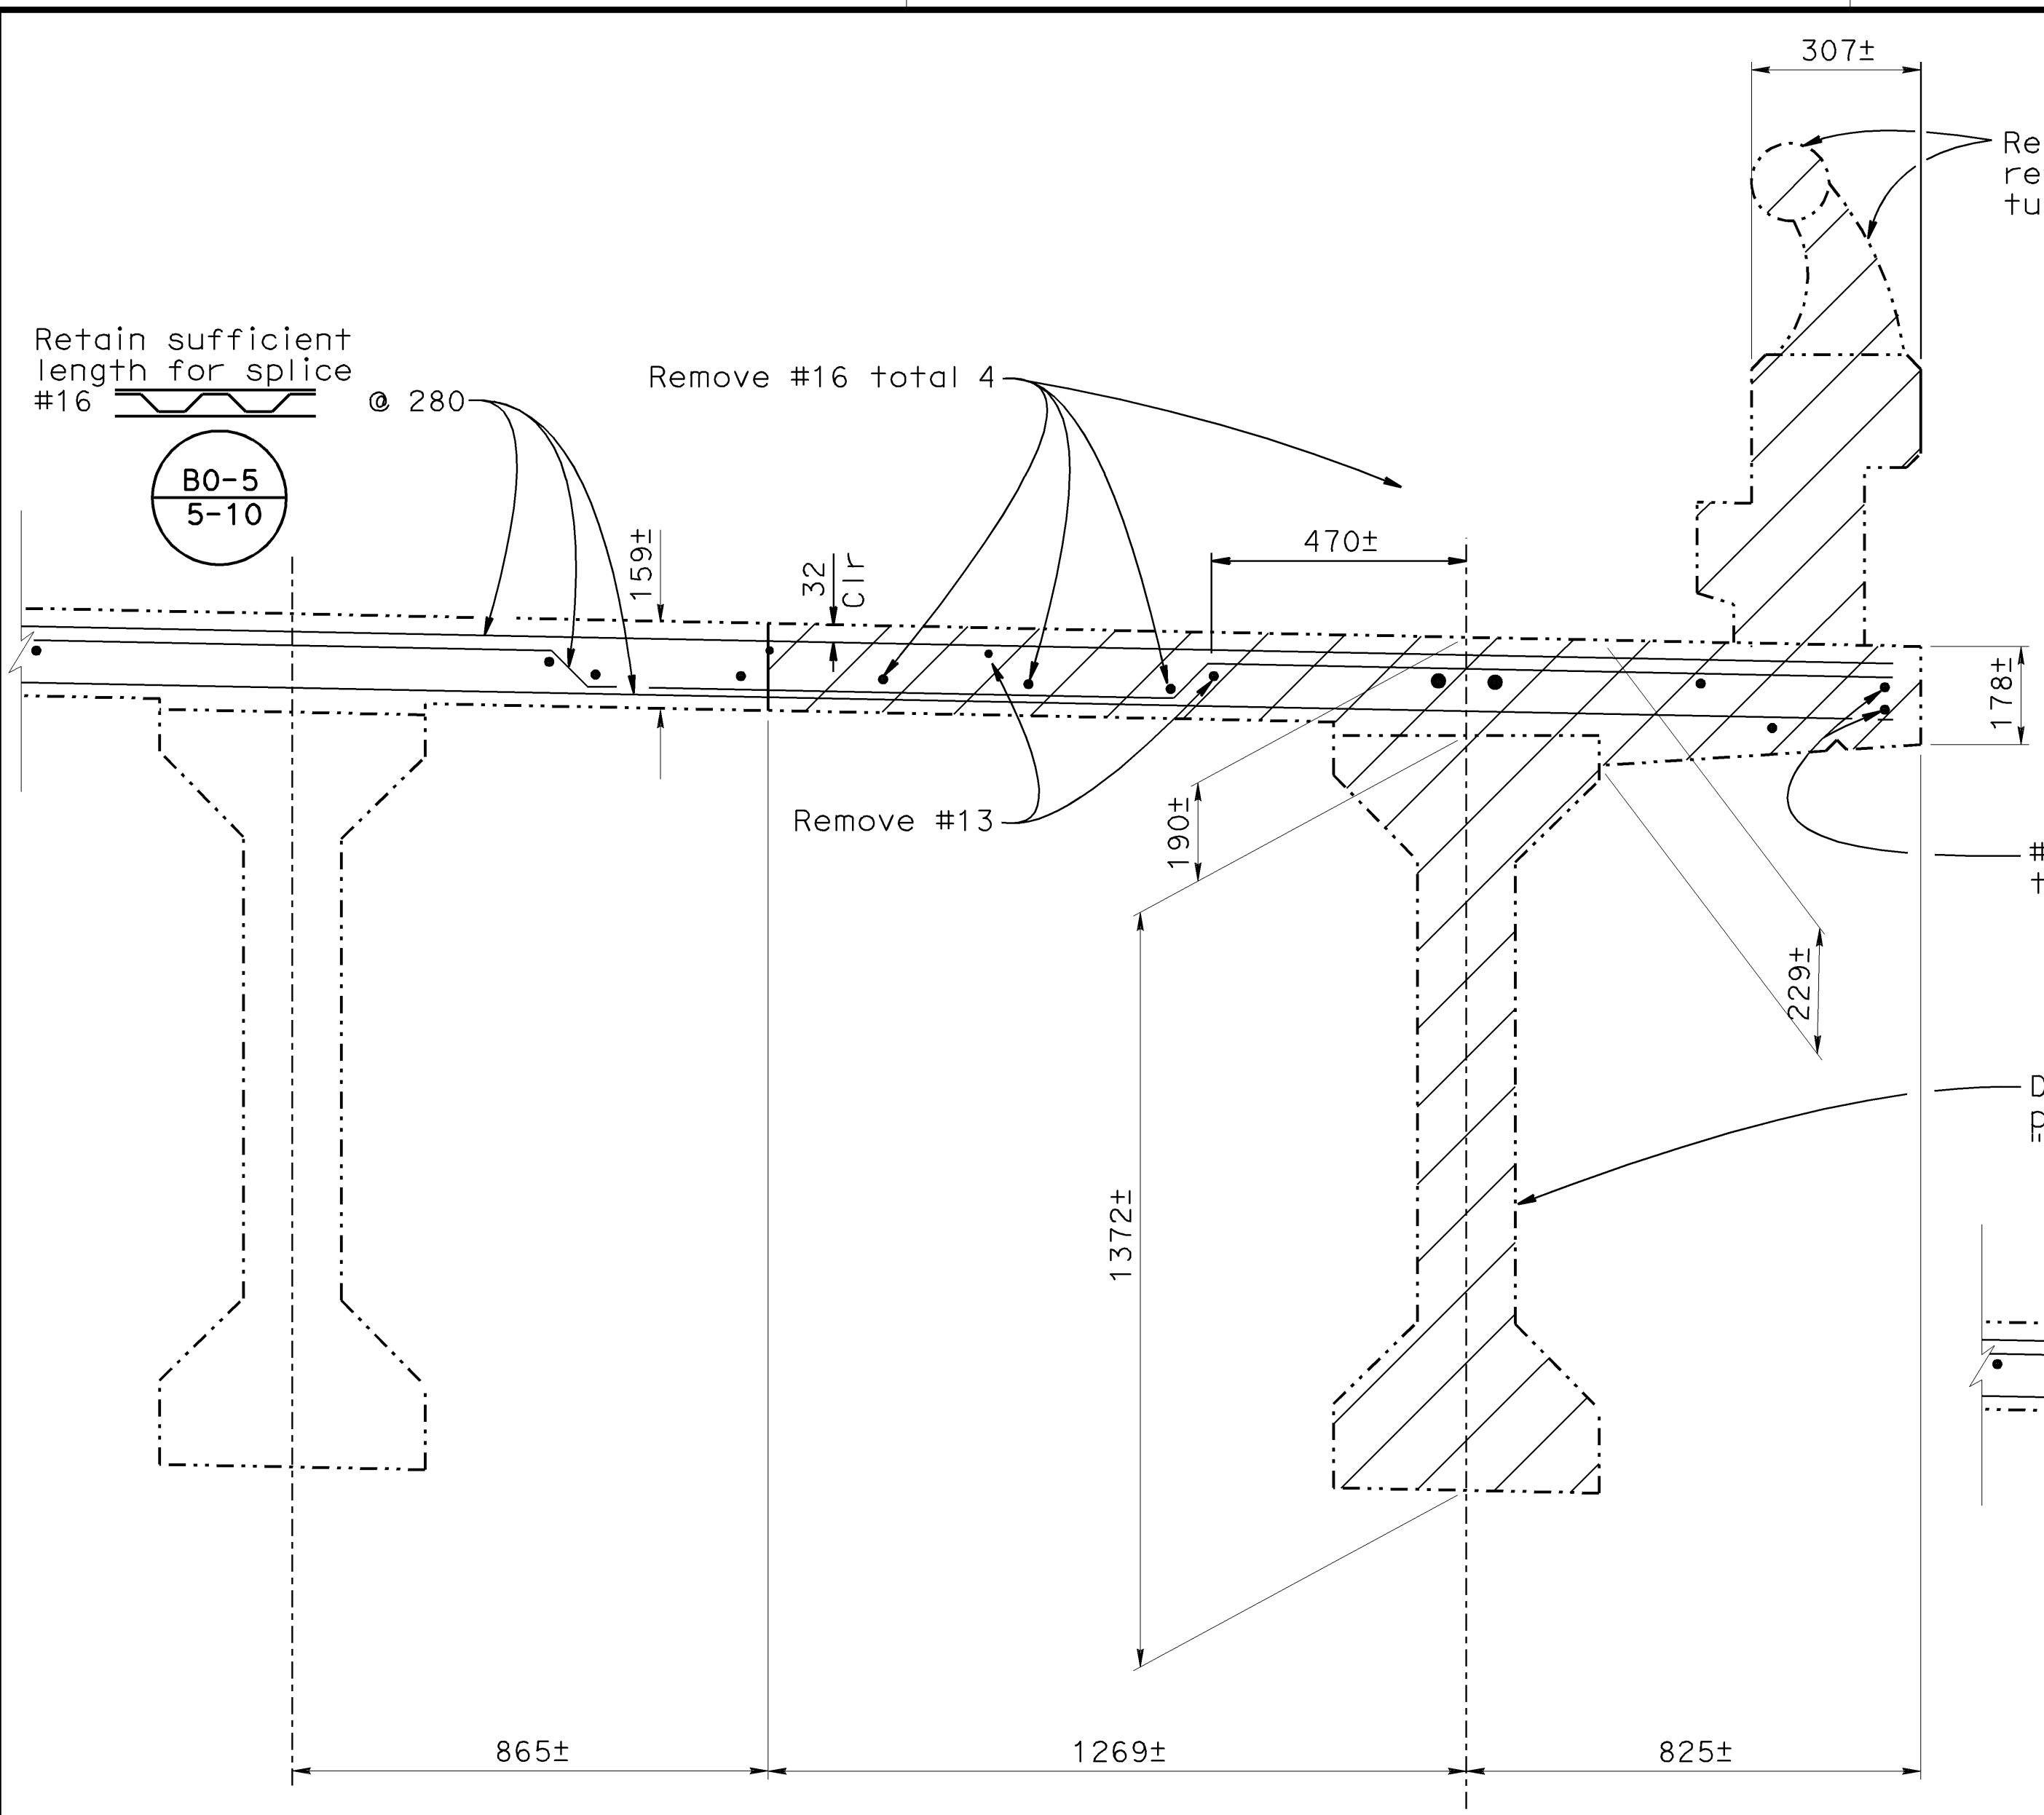 307±
Re
re
tu
Retain sufficient
length for splice
#16 @ 280
B0-5
5-10
Remove #16 total 4
470±
159±
32
Clr
178±
Remove #13
190±
#
t
229±
1372±
D
p
865±
1269±
825±